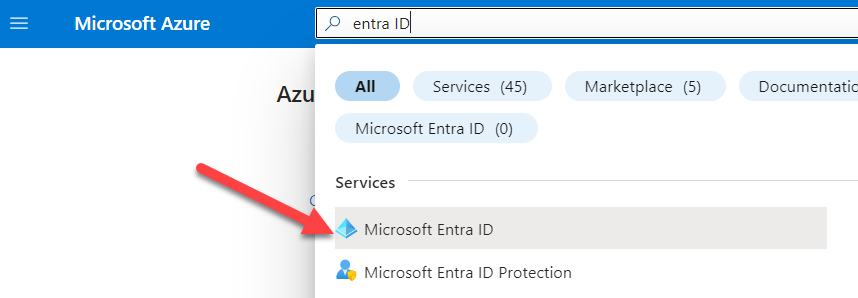 Microsoft Azure
entra ID
All
Services (45)
Marketplace (5)
Documentatio
Microsoft Entra ID (0)
Azu
Services
Microsoft Entra ID
Microsoft Entra ID Protection